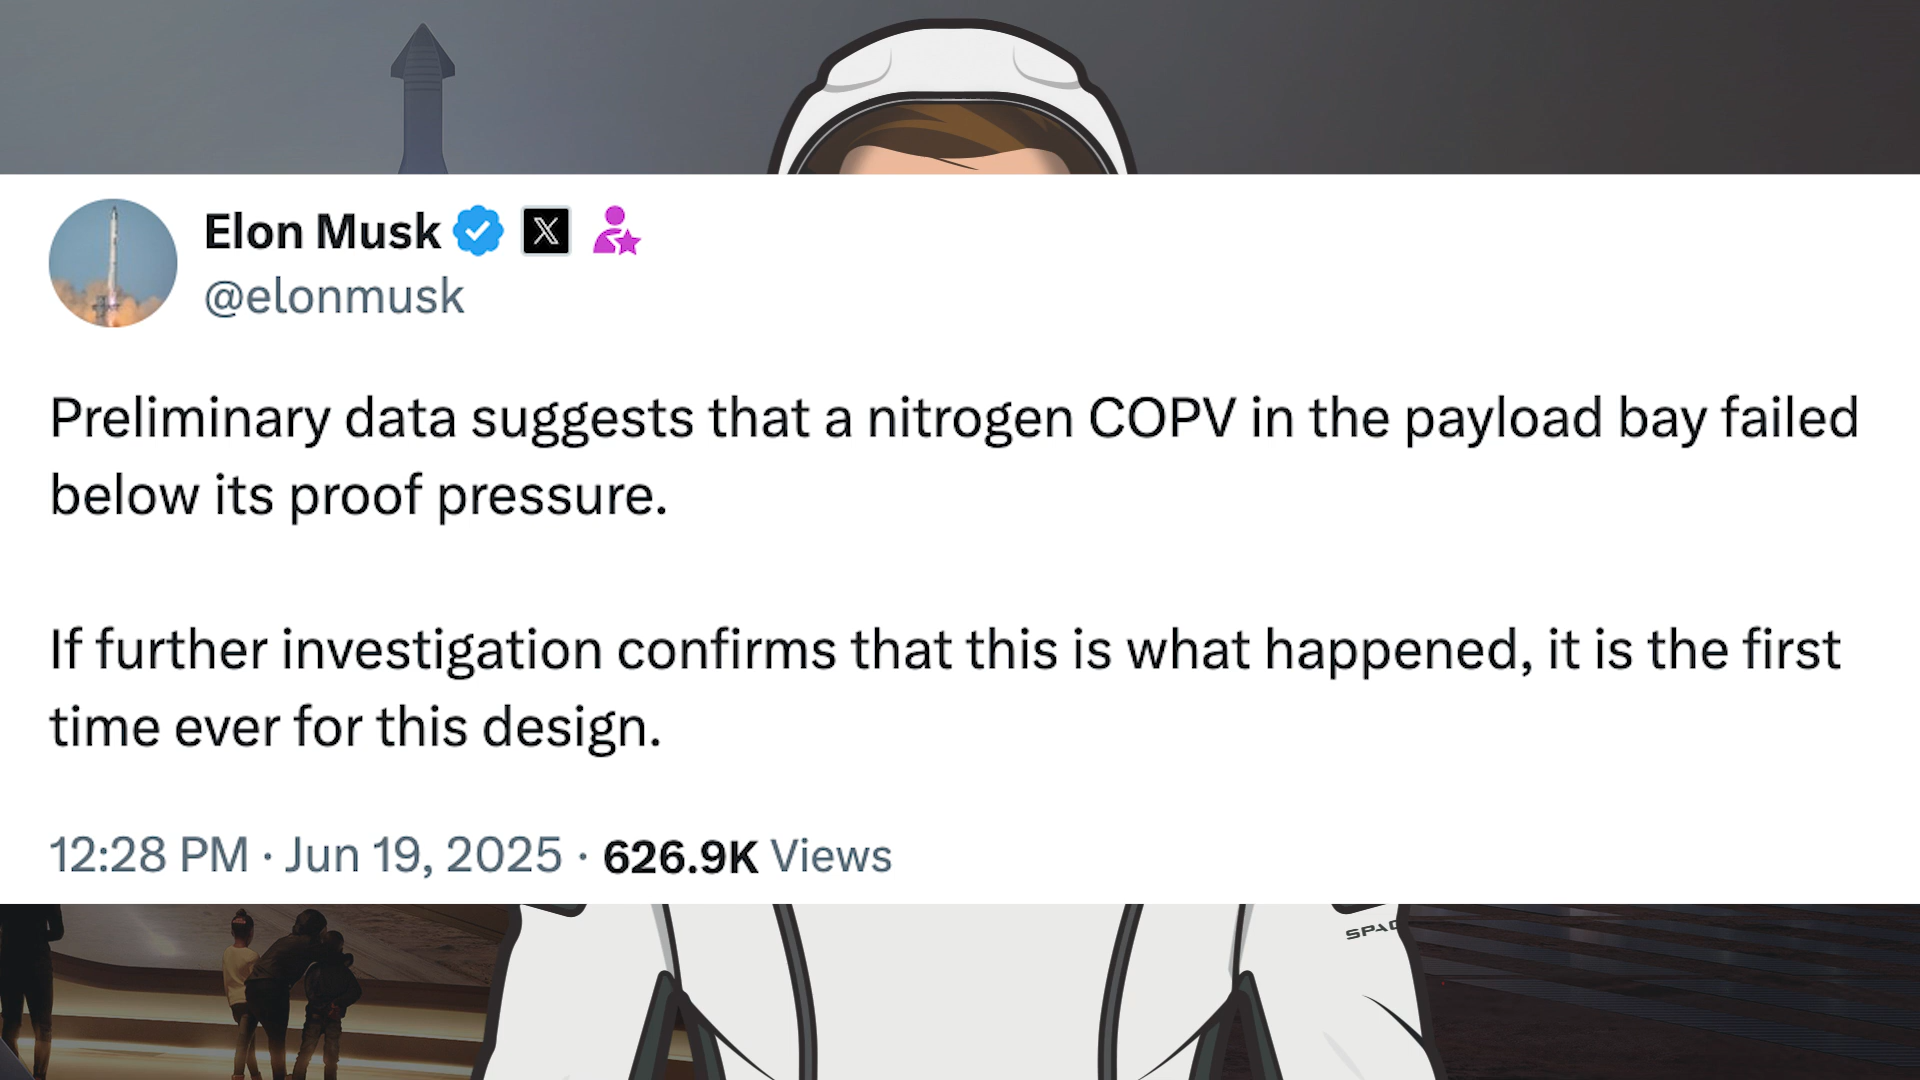 Elon Musk
@elonmusk
Preliminary data suggests that a nitrogen COPV in the payload bay failed
below its proof pressure.
If further investigation confirms that this is what happened, it is the first
time ever for this design.
12:28 PM · Jun 19, 2025 · 626.9K Views
SPAC